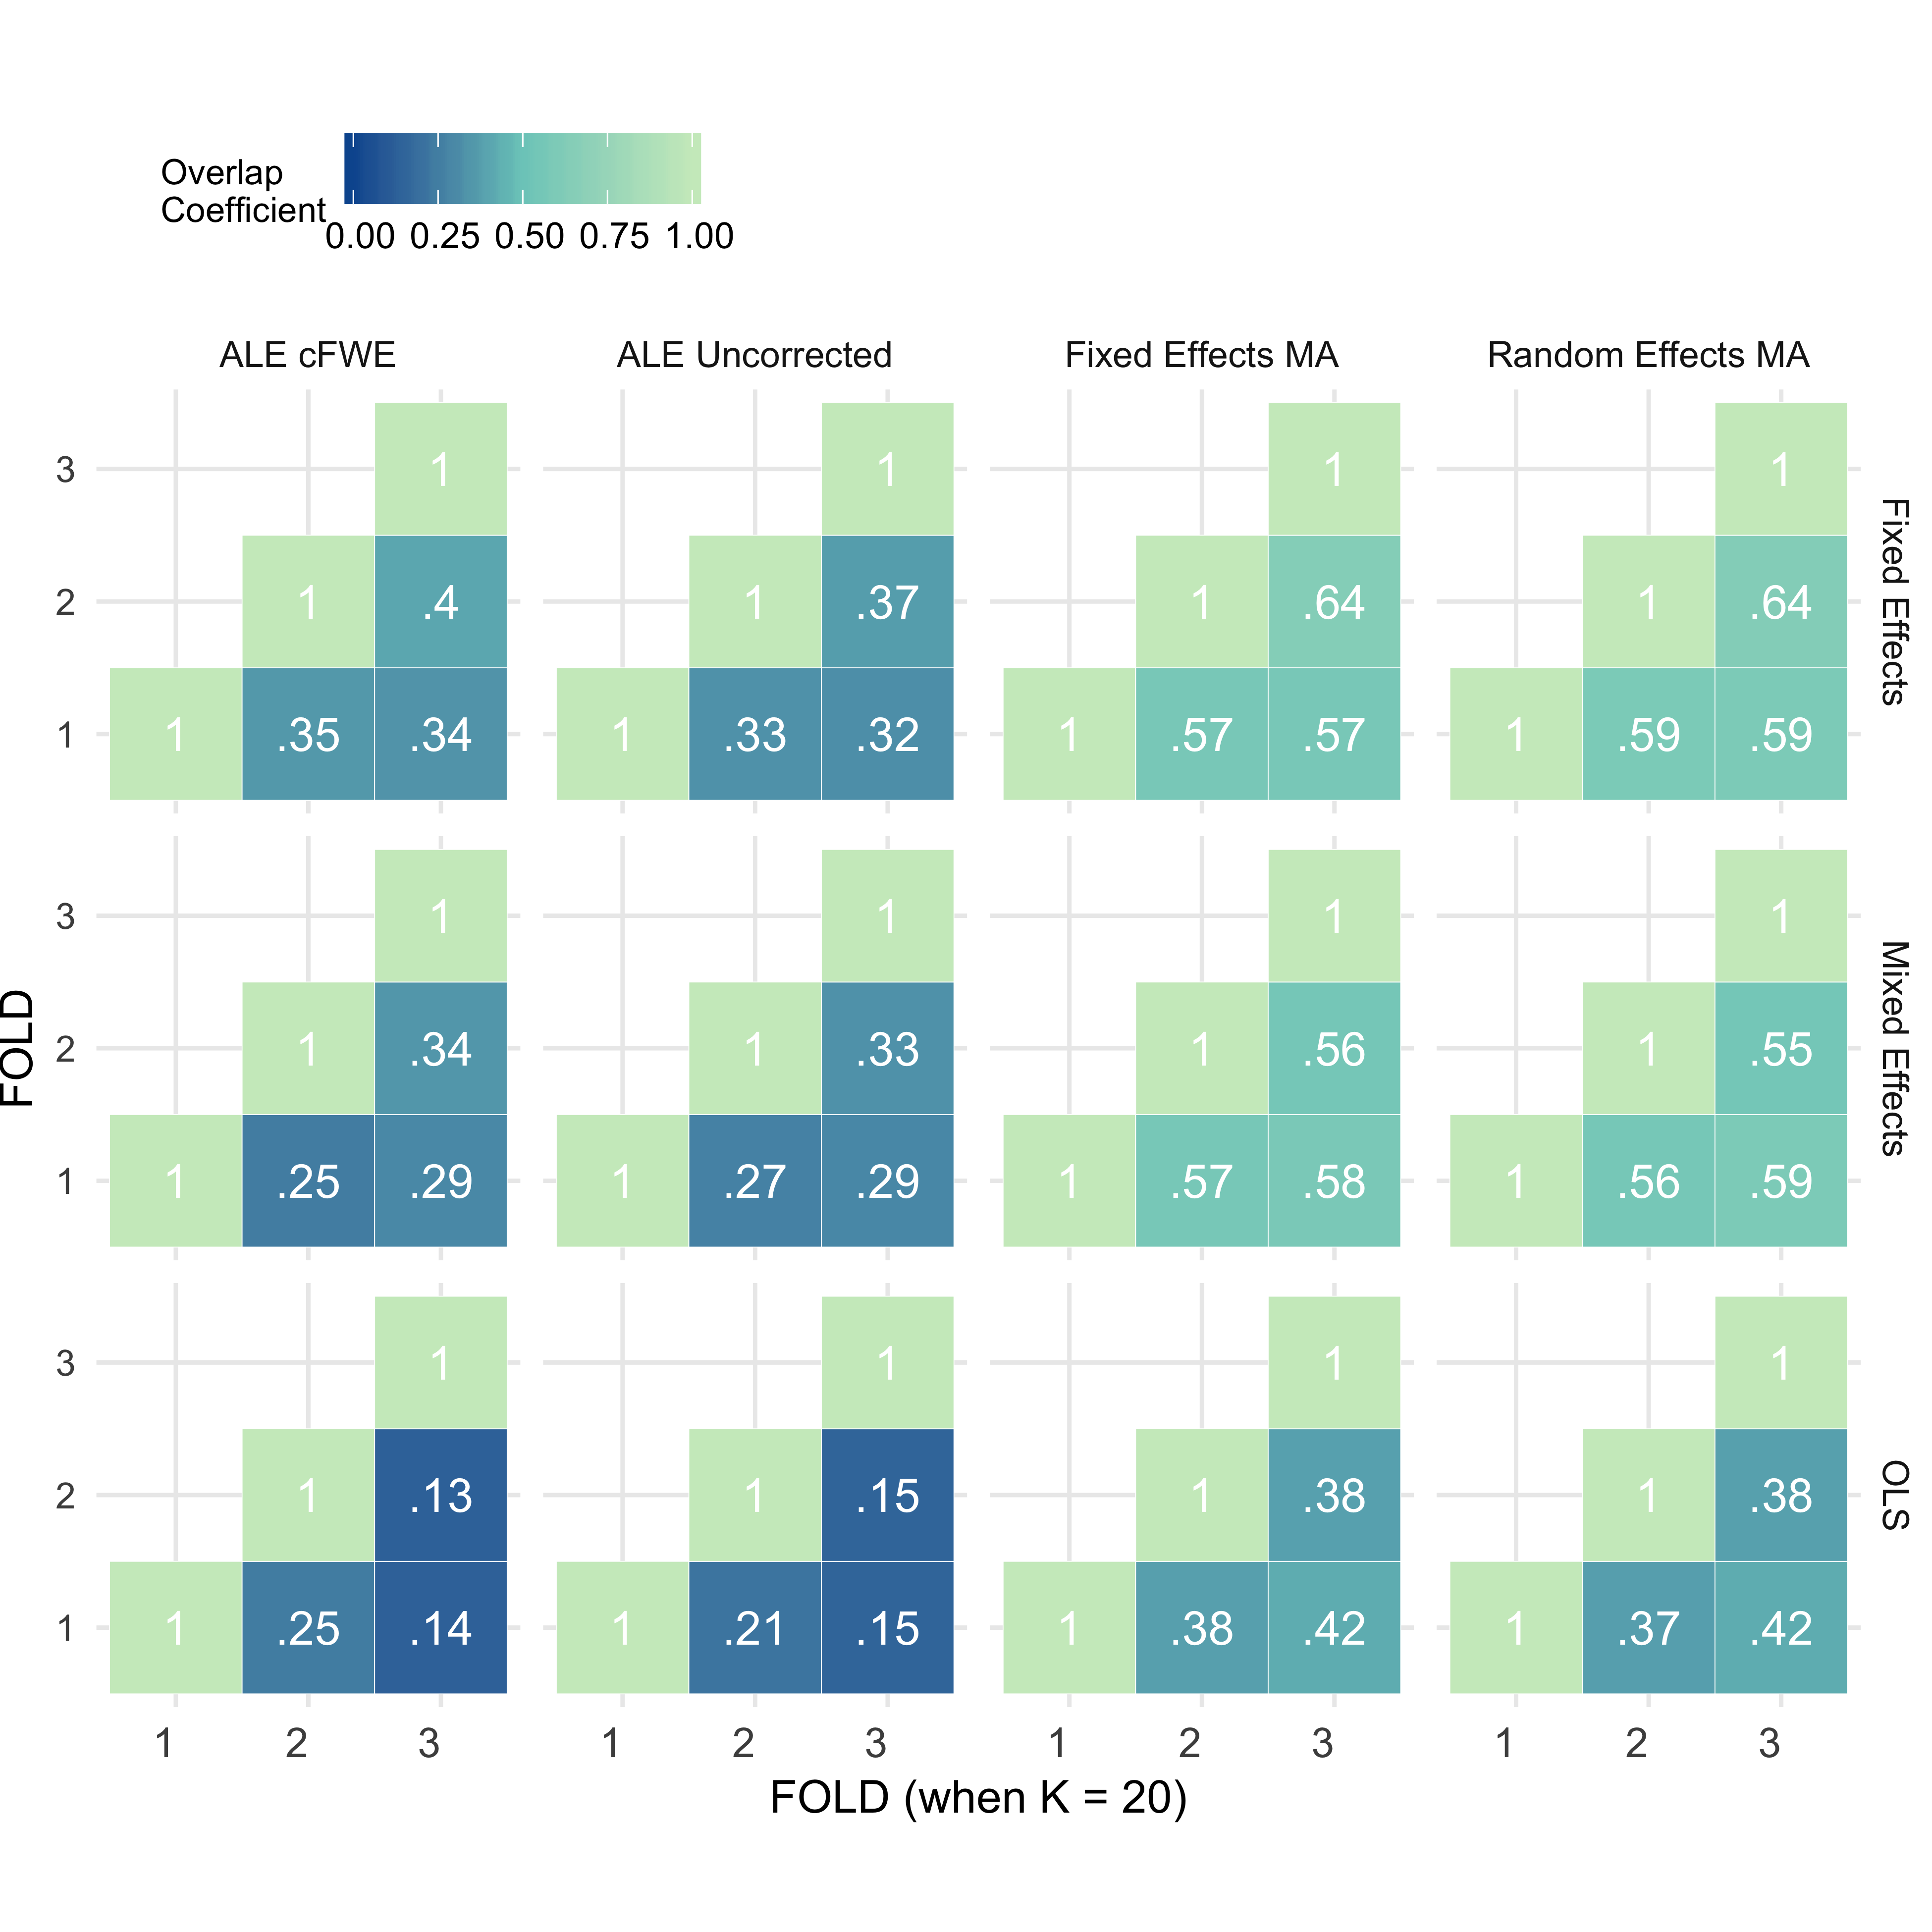 Overlap
Coefficient
0.00 0.25 0.50 0.75 1.00
ALE cFWE ALE Uncorrected Fixed Effects MA Random Effects MA
3 1 1 1 1
Fixed Effects
2 1 .4 1 .37 1 .64 1 .64
1 1 .35 .34 1 .33 .32 1 .57 .57 1 .59 .59
3 1 1 1 1
Mixed Effects
FOLD
2 1 .34 1 .33 1 .56 1 .55
1 1 .25 .29 1 .27 .29 1 .57 .58 1 .56 .59
3 1 1 1 1
OLS
2 1 .13 1 .15 1 .38 1 .38
1 1 .25 .14 1 .21 .15 1 .38 .42 1 .37 .42
1 2 3 1 2 3 1 2 3 1 2 3
FOLD (when K = 20)